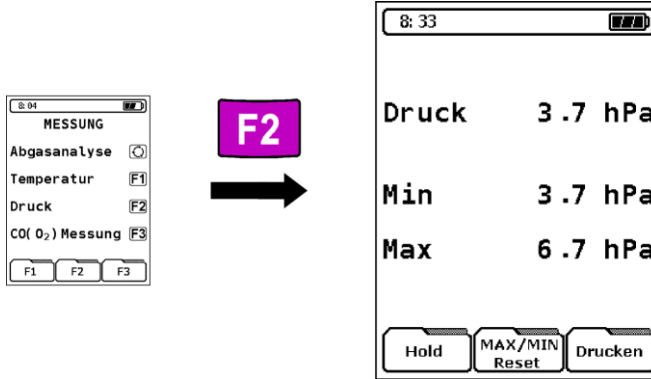 8:04
MESSUNG
Abgasanalyse
Temperatur F1
Druck F2
CO(O₂)Messung F3
F1 F2 F3
F2
8:33
Druck 3.7 hPa
Min 3.7 hPa
Max 6.7 hPa
Hold MAX/MIN Reset Drucken